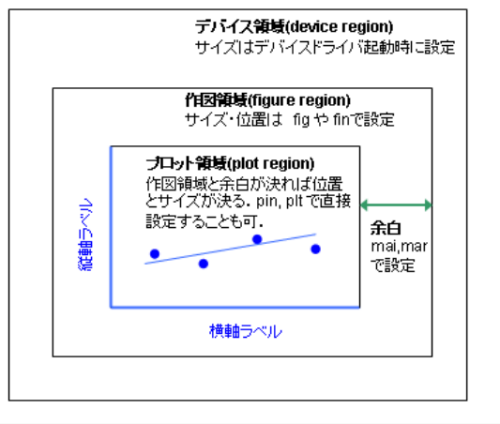 デバイス領域(device region)
サイズはデバイスドライバ起動時に設定
作図領域(figure region)
サイズ・位置は fig や finで設定
プロット領域(plot region)
作図領域と余白が決れば位置
とサイズが決る. pin, plt で直接
設定することも可.
縦軸ラベル
余白
mai,mar
で設定
横軸ラベル